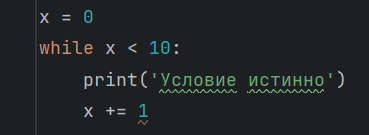 x = 0
while x < 10:
    print('Условие истинно')
    x += 1